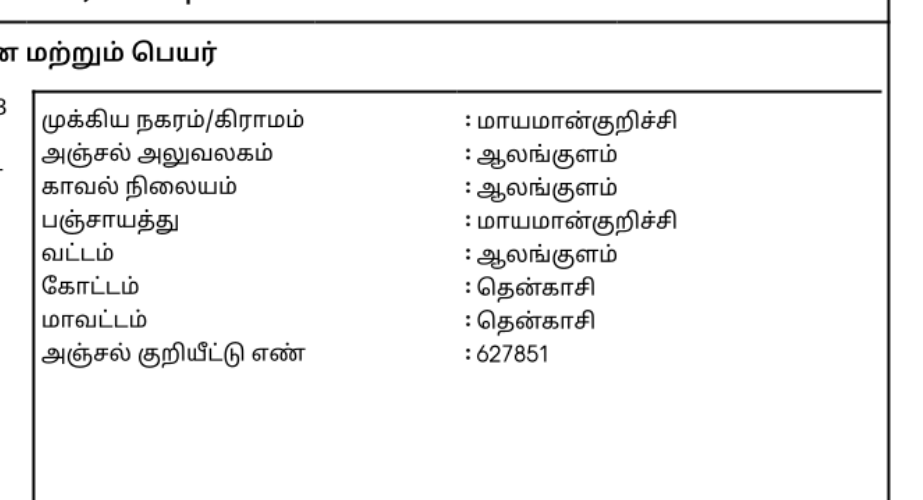 மற்றும் பெயர்
முக்கிய நகரம்/கிராமம் : மாயமான்குறிச்சி
அஞ்சல் அலுவலகம் : ஆலங்குளம்
காவல் நிலையம் : ஆலங்குளம்
பஞ்சாயத்து : மாயமான்குறிச்சி
வட்டம் : ஆலங்குளம்
கோட்டம் : தென்காசி
மாவட்டம் : தென்காசி
அஞ்சல் குறியீட்டு எண் : 627851